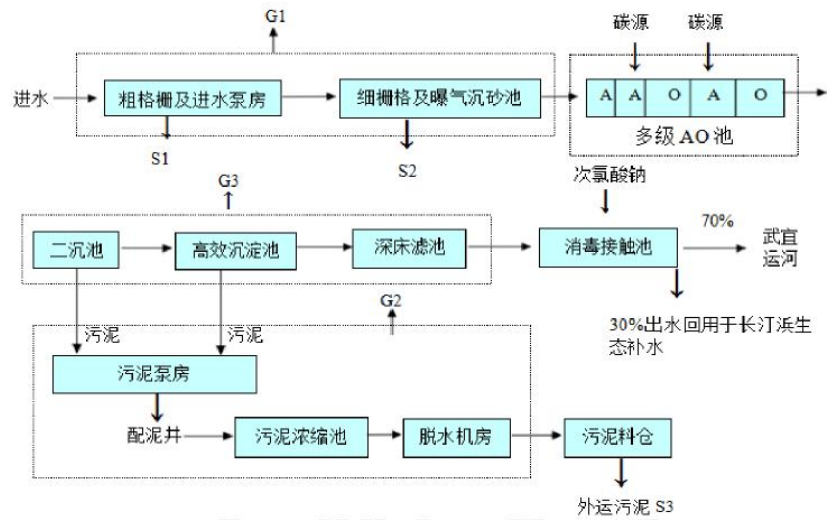 G1
碳源 碳源
进水
粗格栅及进水泵房
细栅格及曝气沉砂池
A A O A O
多级 AO 池
S1
S2
次氯酸钠
G3
二沉池
高效沉淀池
深床滤池
消毒接触池
70%
武宜
运河
G2
30%出水回用于长汀浜生
态补水
污泥
污泥
污泥泵房
配泥井
污泥浓缩池
脱水机房
污泥料仓
外运污泥 S3